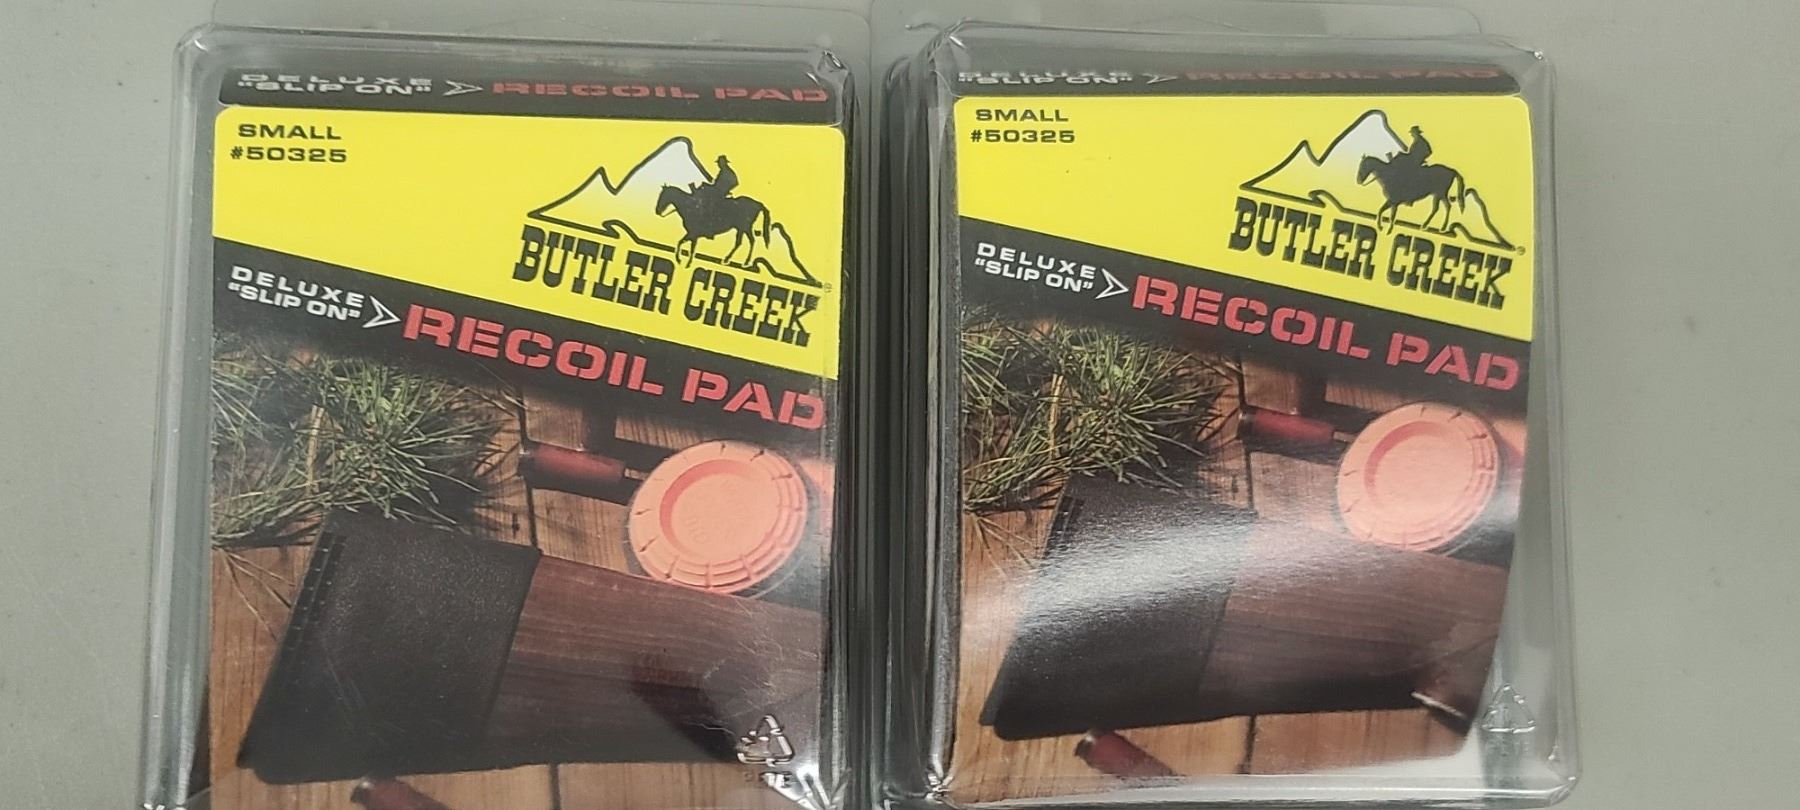 DELUXE
"SLIP ON" RECOIL PAD
SMALL
#50325
BUTLER CREEK
DELUXE
"SLIP ON"
RECOIL PAD
DELUXE
"SLIP ON" RECOIL PAD
SMALL
#50325
BUTLER CREEK®
DELUXE
"SLIP ON"
RECOIL PAD